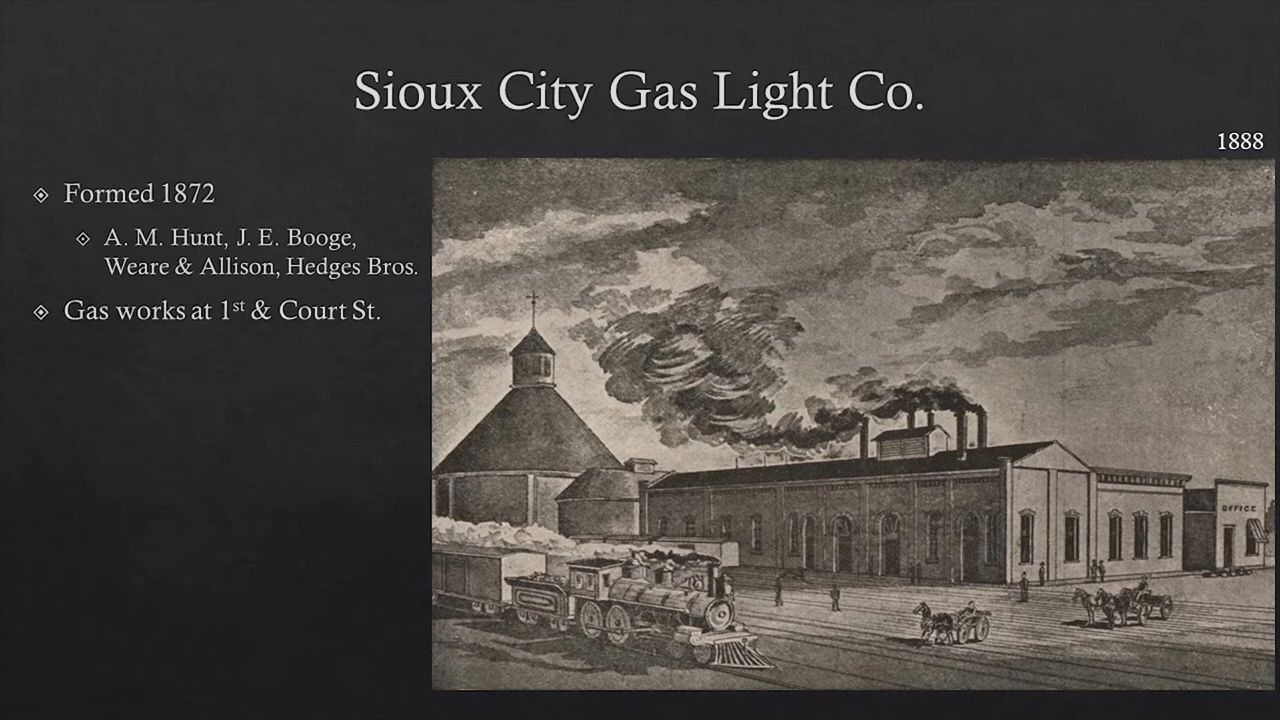 Sioux City Gas Light Co.
1888
Formed 1872
A. M. Hunt, J. E. Booge,
Weare & Allison, Hedges Bros.
Gas works at 1st & Court St.
OFFICE